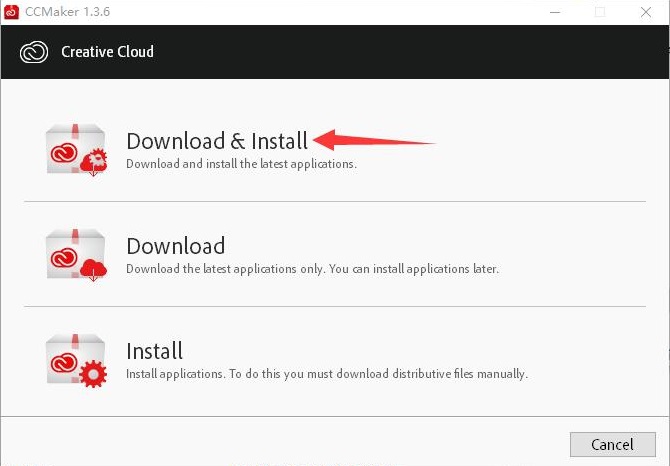 CCMaker 1.3.6
Creative Cloud
Download & Install
Download and install the latest applications.
Download
Download the latest applications only. You can install applications later.
Install
Install applications. To do this you must download distributive files manually.
Cancel